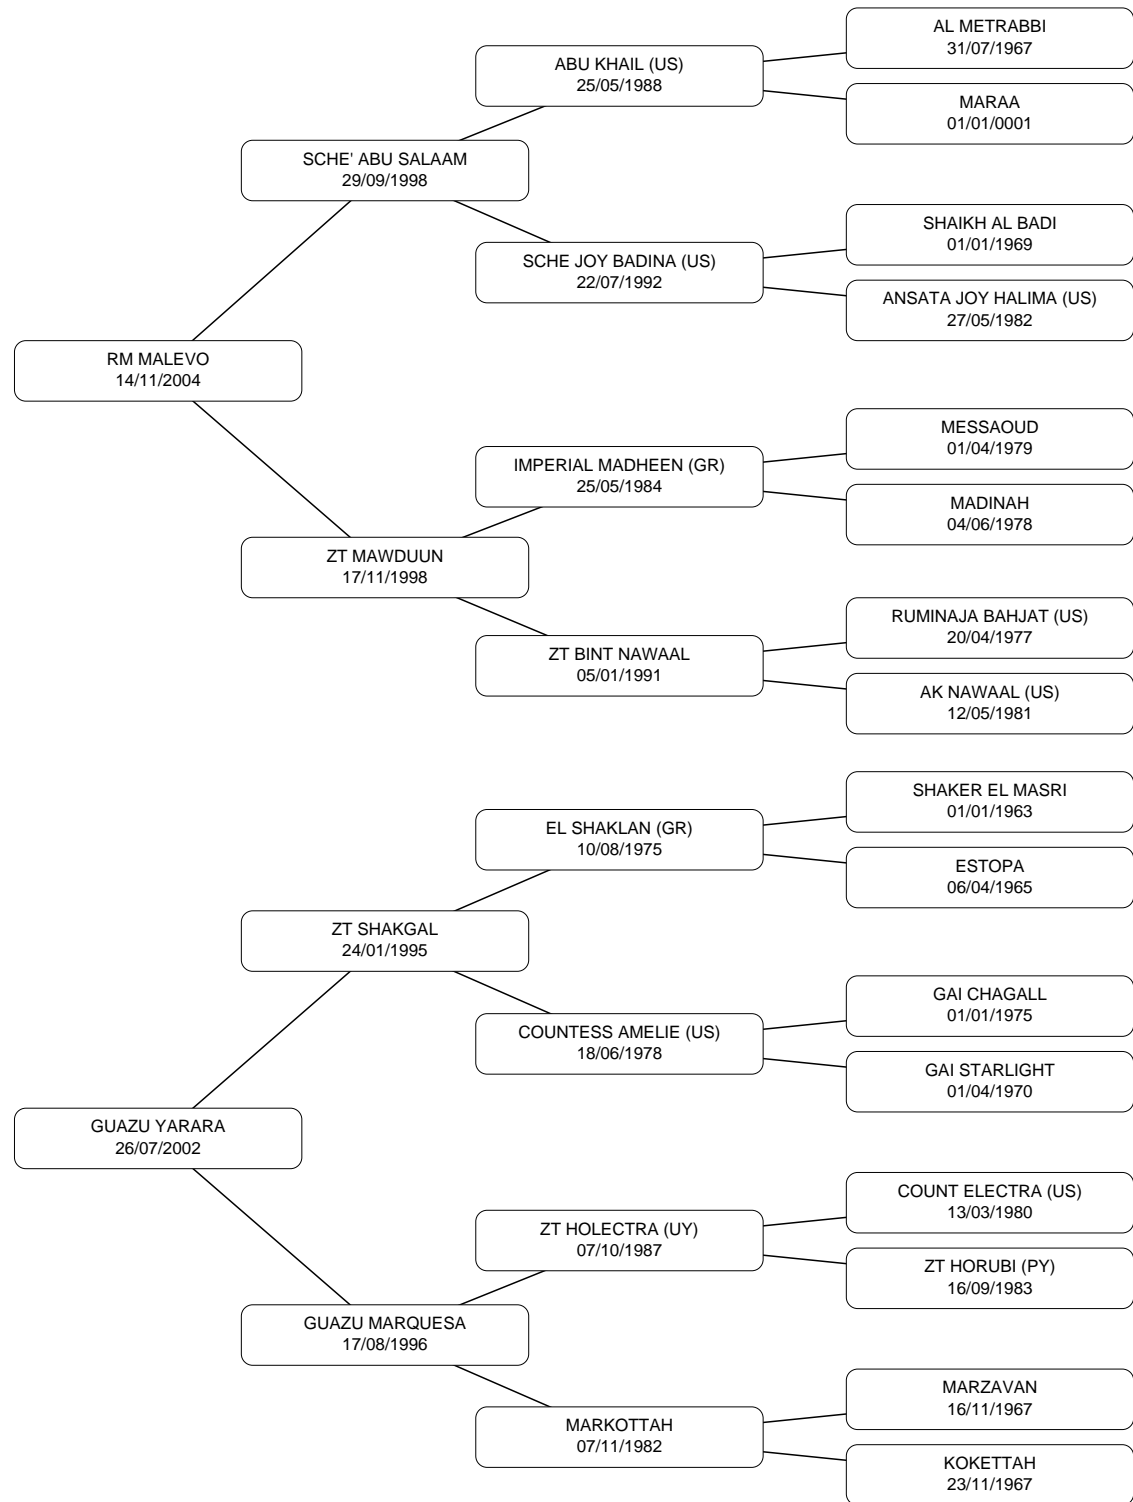 AL METRABBI
31/07/1967
ABU KHAIL (US)
25/05/1988
MARAA
01/01/0001
SCHE' ABU SALAAM
29/09/1998
SHAIKH AL BADI
01/01/1969
SCHE JOY BADINA (US)
22/07/1992
ANSATA JOY HALIMA (US)
27/05/1982
RM MALEVO
14/11/2004
MESSAOUD
01/04/1979
IMPERIAL MADHEEN (GR)
25/05/1984
MADINAH
04/06/1978
ZT MAWDUUN
17/11/1998
RUMINAJA BAHJAT (US)
20/04/1977
ZT BINT NAWAAL
05/01/1991
AK NAWAAL (US)
12/05/1981
SHAKER EL MASRI
01/01/1963
EL SHAKLAN (GR)
10/08/1975
ESTOPA
06/04/1965
ZT SHAKGAL
24/01/1995
GAI CHAGALL
01/01/1975
COUNTESS AMELIE (US)
18/06/1978
GAI STARLIGHT
01/04/1970
GUAZU YARARA
26/07/2002
COUNT ELECTRA (US)
13/03/1980
ZT HOLECTRA (UY)
07/10/1987
ZT HORUBI (PY)
16/09/1983
GUAZU MARQUESA
17/08/1996
MARZAVAN
16/11/1967
MARKOTTAH
07/11/1982
KOKETTAH
23/11/1967